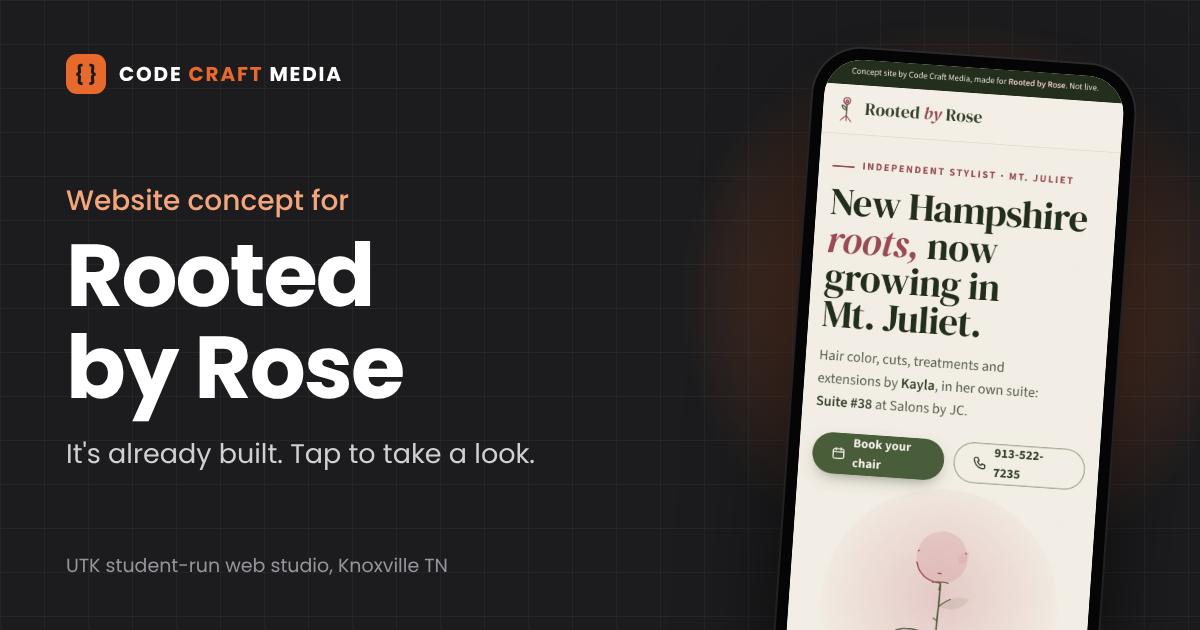 { } CODE CRAFT MEDIA
Website concept for
Rooted
by Rose
It's already built. Tap to take a look.
UTK student-run web studio, Knoxville TN
Concept site by Code Craft Media, made for Rooted by Rose. Not live.
Rooted by Rose
INDEPENDENT STYLIST · MT. JULIET
New Hampshire
roots, now
growing in
Mt. Juliet.
Hair color, cuts, treatments and
extensions by Kayla, in her own suite:
Suite #38 at Salons by JC.
Book your
chair
913-522-
7235